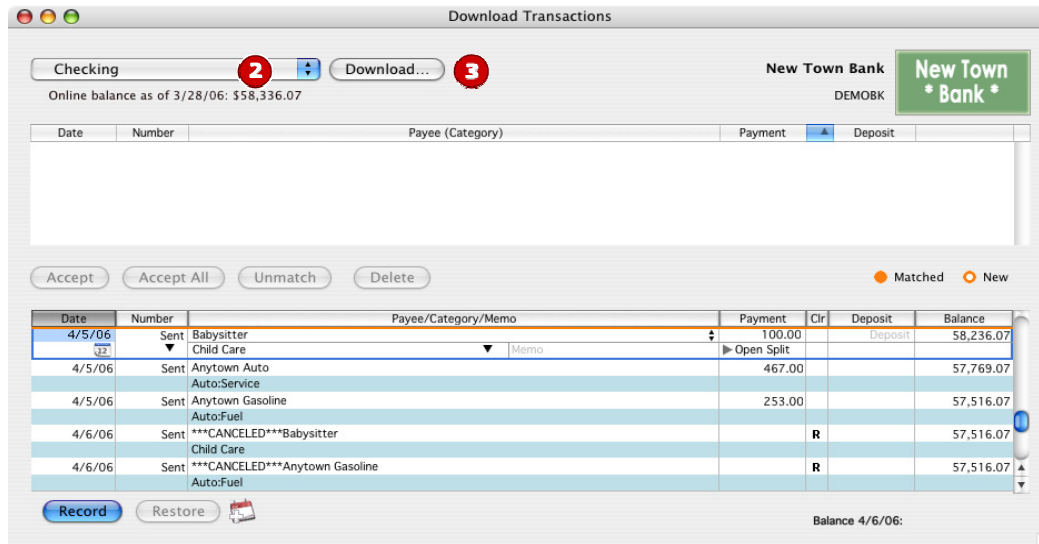 Download Transactions
Checking 2 Download... 3 New Town Bank New Town
Online balance as of 3/28/06: $58,336.07 DEMOBK * Bank *
Date Number Payee (Category) Payment Deposit
Accept Accept All Unmatch Delete Matched New
Date Number Payee/Category/Memo Payment Clr Deposit Balance
4/5/06 Sent Babysitter 100.00 Deposit 58,236.07
12 Child Care Memo Open Split
4/5/06 Sent Anytown Auto 467.00 57,769.07
Auto:Service
4/5/06 Sent Anytown Gasoline 253.00 57,516.07
Auto:Fuel
4/6/06 Sent ***CANCELED***Babysitter R 57,516.07
Child Care
4/6/06 Sent ***CANCELED***Anytown Gasoline R 57,516.07
Auto:Fuel
Record Restore Balance 4/6/06: